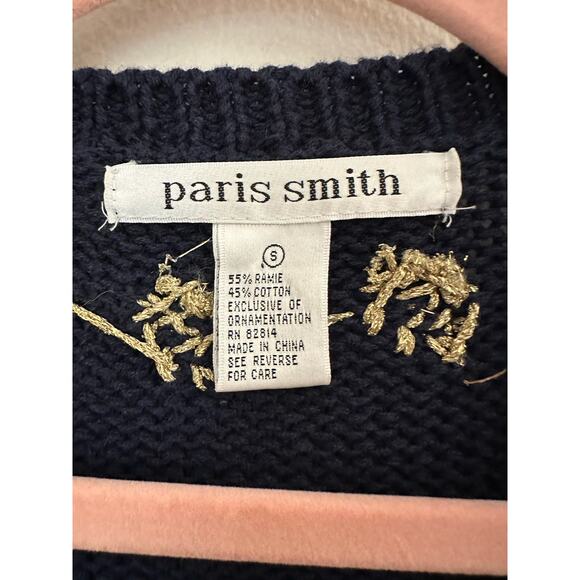 paris smith
S
55% RAMIE
45% COTTON
EXCLUSIVE OF
ORNAMENTATION
RN 82814
MADE IN CHINA
SEE REVERSE
FOR CARE